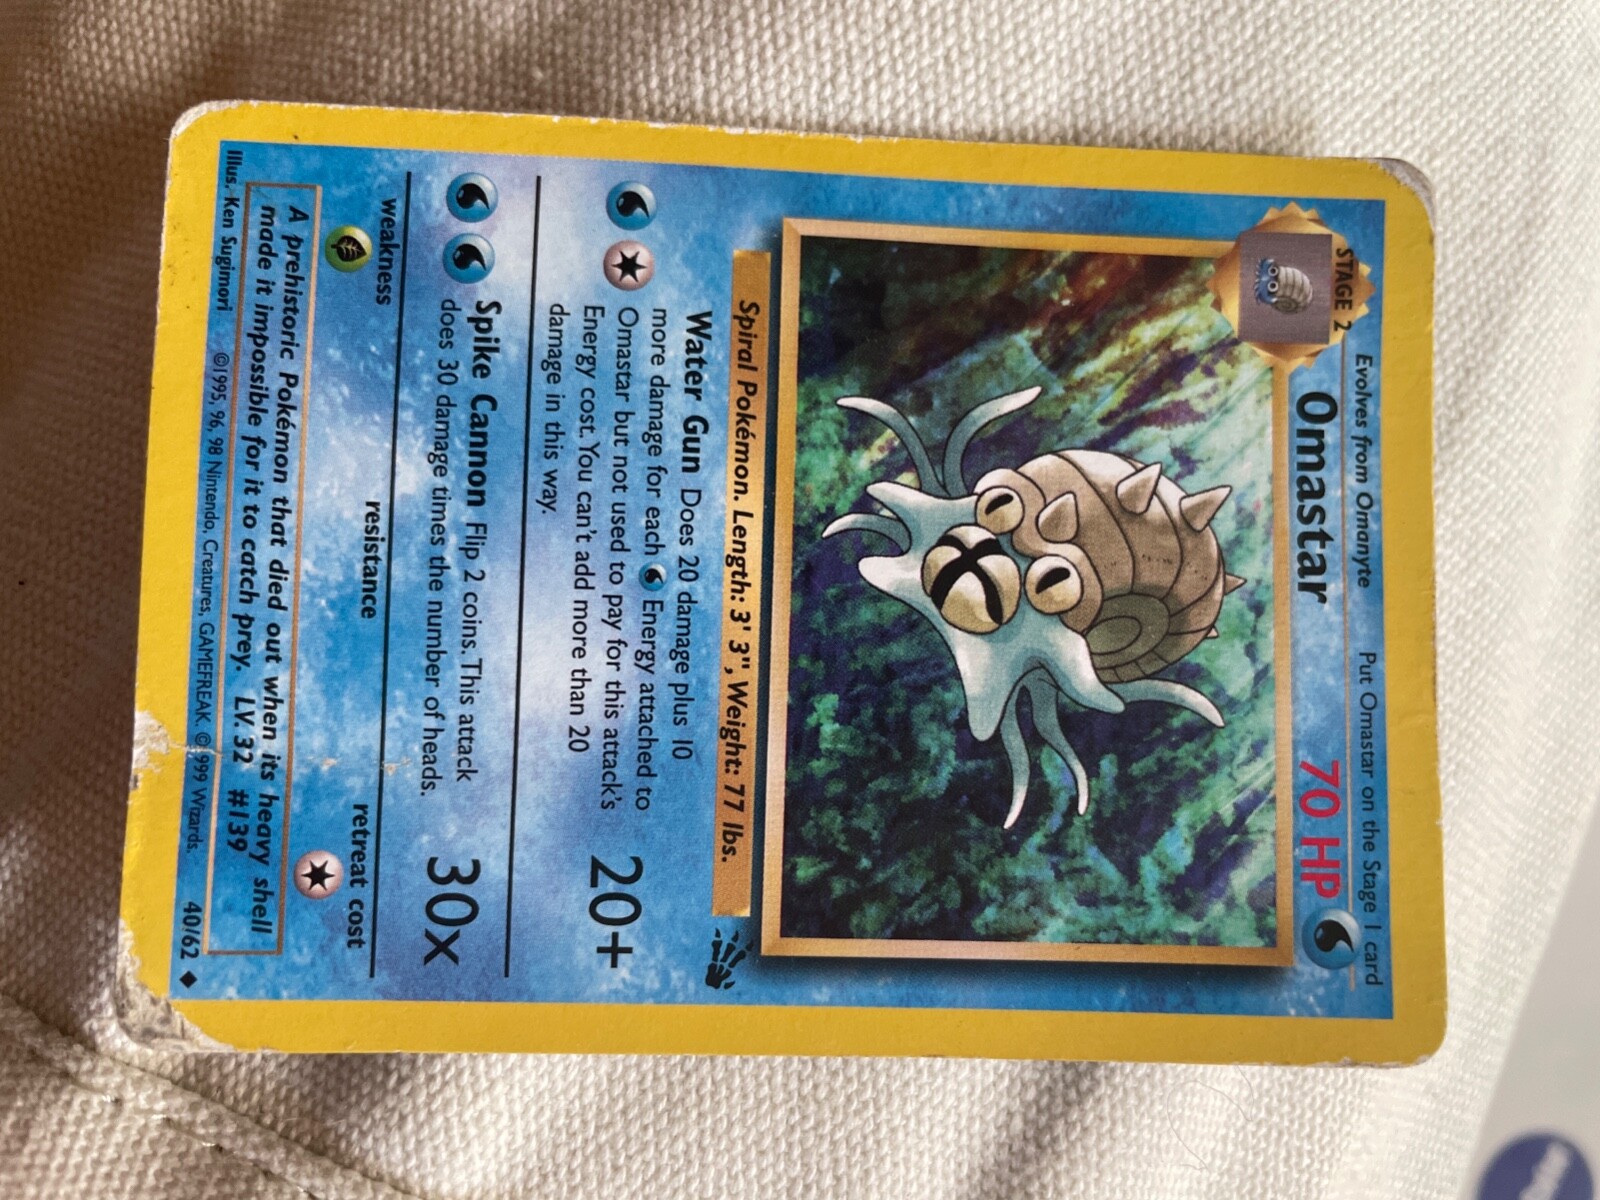 STAGE 2
Evolves from Omanyte
Put Omastar on the Stage 1 card
Omastar
70 HP
Spiral Pokémon. Length: 3' 3", Weight: 77 lbs.
Water Gun Does 20 damage plus 10
more damage for each Energy attached to
Omastar but not used to pay for this attack's
Energy cost. You can't add more than 20
damage in this way.
20+
Spike Cannon Flip 2 coins. This attack
does 30 damage times the number of heads.
30x
weakness
resistance
retreat cost
A prehistoric Pokémon that died out when its heavy shell
made it impossible for it to catch prey. LV. 32 #139
Illus. Ken Sugimori
©1995, 96, 98 Nintendo, Creatures, GAMEFREAK. ©1999 Wizards.
40/62